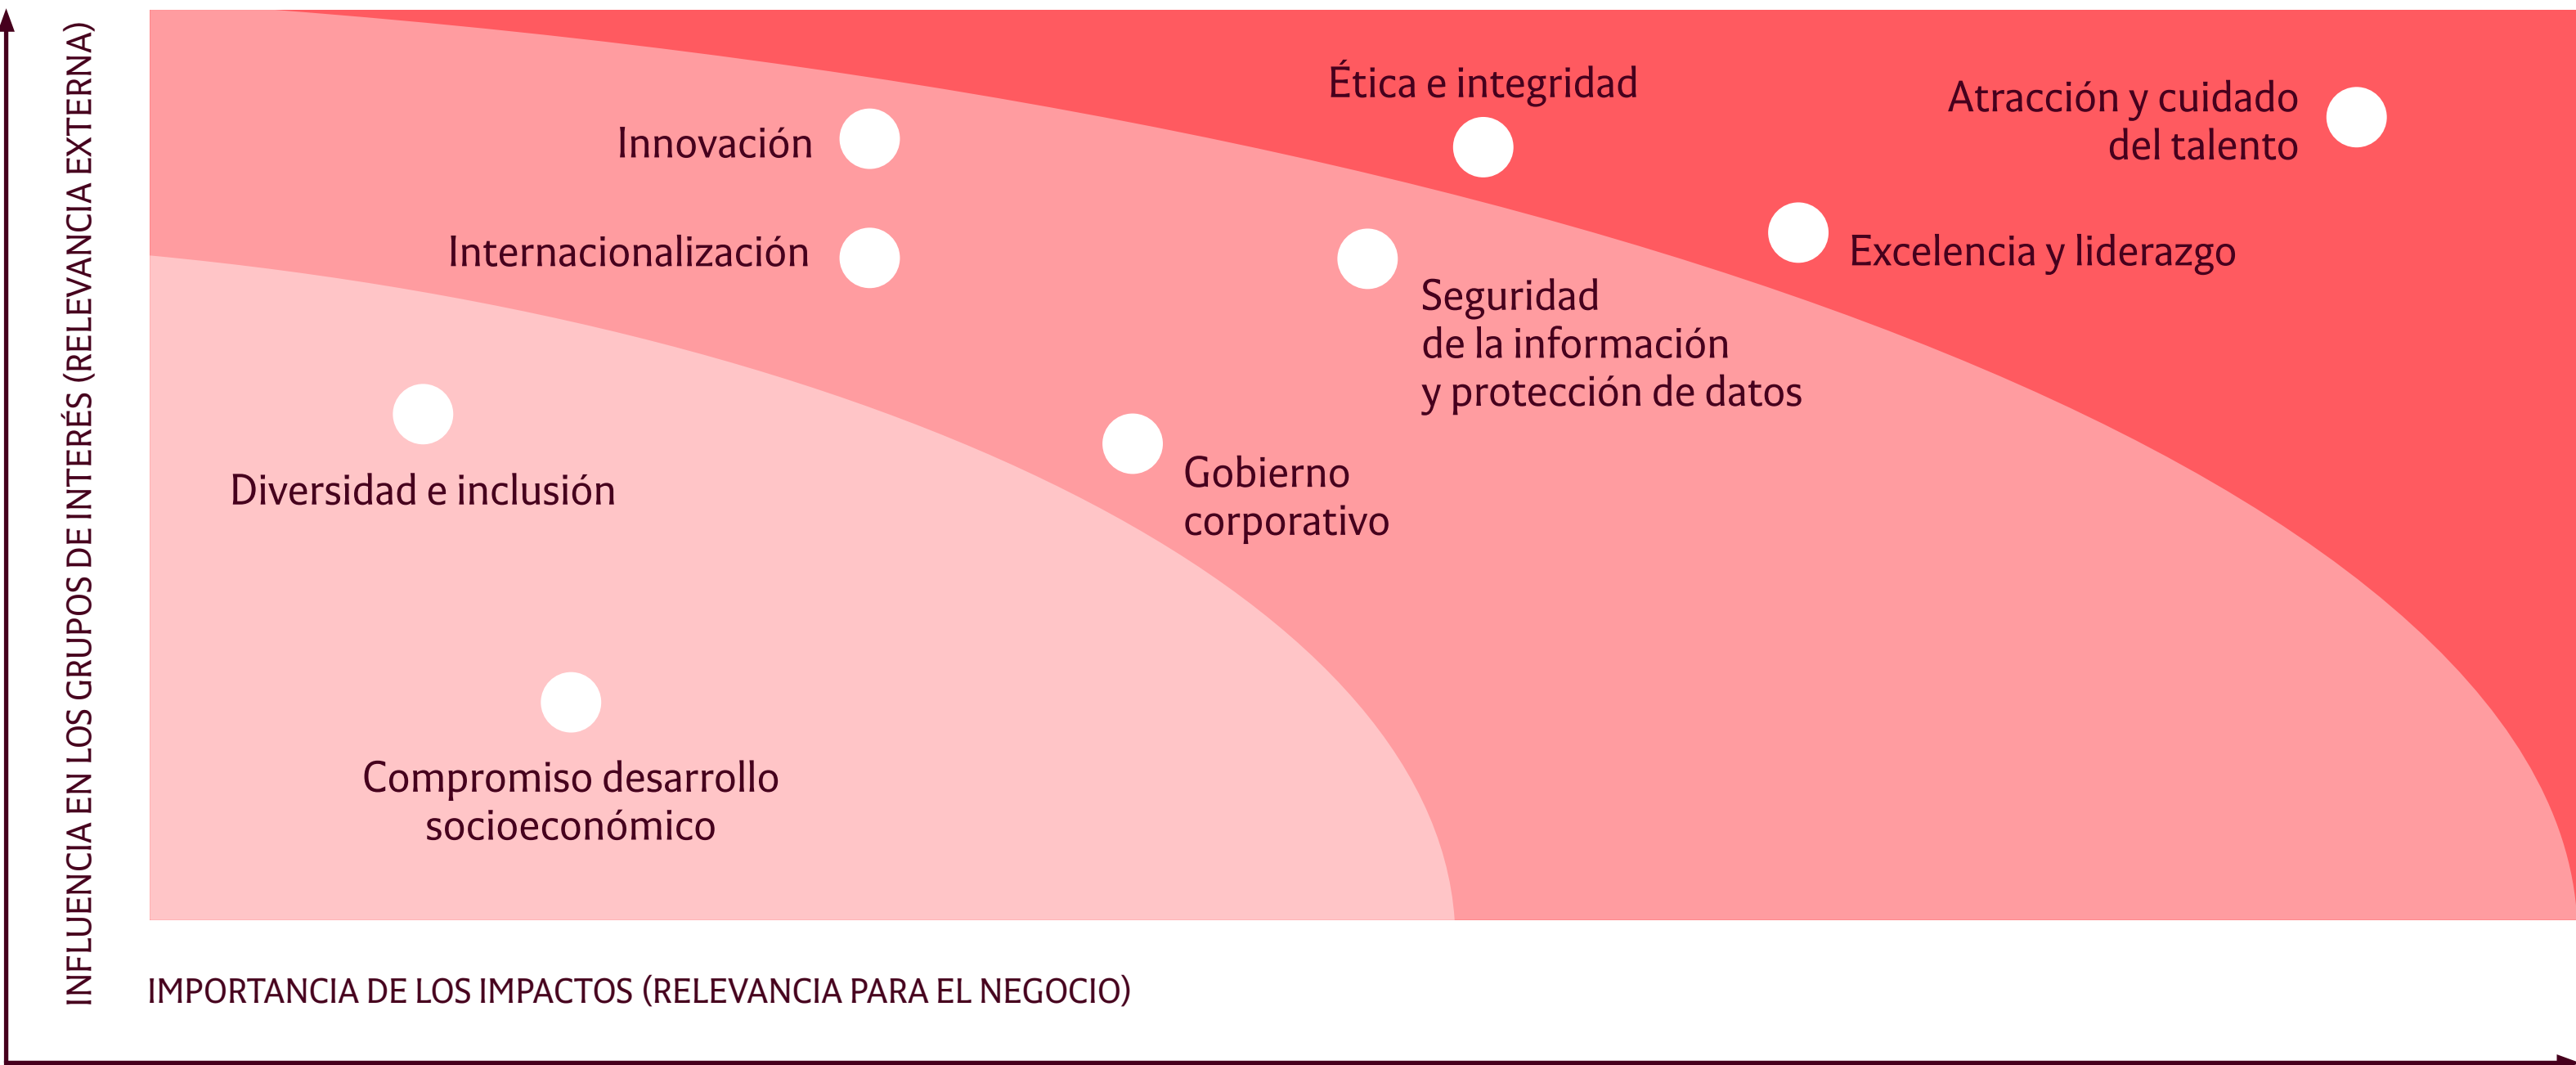 INFLUENCIA EN LOS GRUPOS DE INTERÉS (RELEVANCIA EXTERNA)
Ética e integridad
Atracción y cuidado
del talento
Innovación
Internacionalización
Excelencia y liderazgo
Seguridad
de la información
y protección de datos
Diversidad e inclusión
Gobierno
corporativo
Compromiso desarrollo
socioeconómico
IMPORTANCIA DE LOS IMPACTOS (RELEVANCIA PARA EL NEGOCIO)